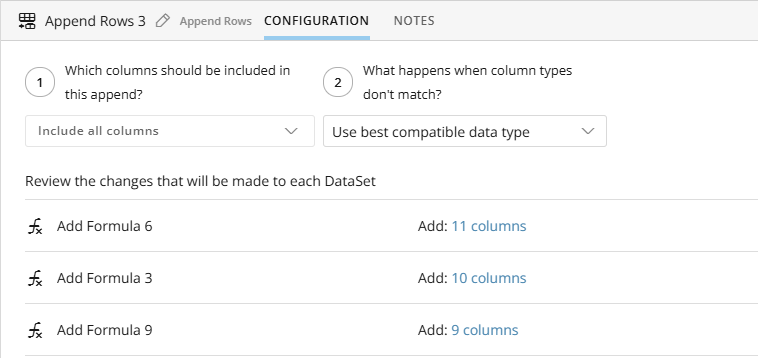 Append Rows 3 Append Rows CONFIGURATION NOTES
1 Which columns should be included in this append?
2 What happens when column types don't match?
Include all columns
Use best compatible data type
Review the changes that will be made to each DataSet
fx Add Formula 6 Add: 11 columns
fx Add Formula 3 Add: 10 columns
fx Add Formula 9 Add: 9 columns